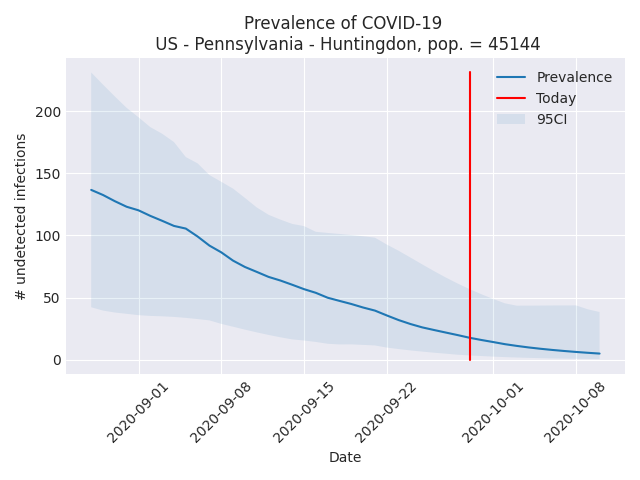 Prevalence of COVID-19
US - Pennsylvania - Huntingdon, pop. = 45144
Prevalence
Today
95CI
200
150
100
50
0
# undetected infections
2020-09-01
2020-09-08
2020-09-15
2020-09-22
2020-10-01
2020-10-08
Date